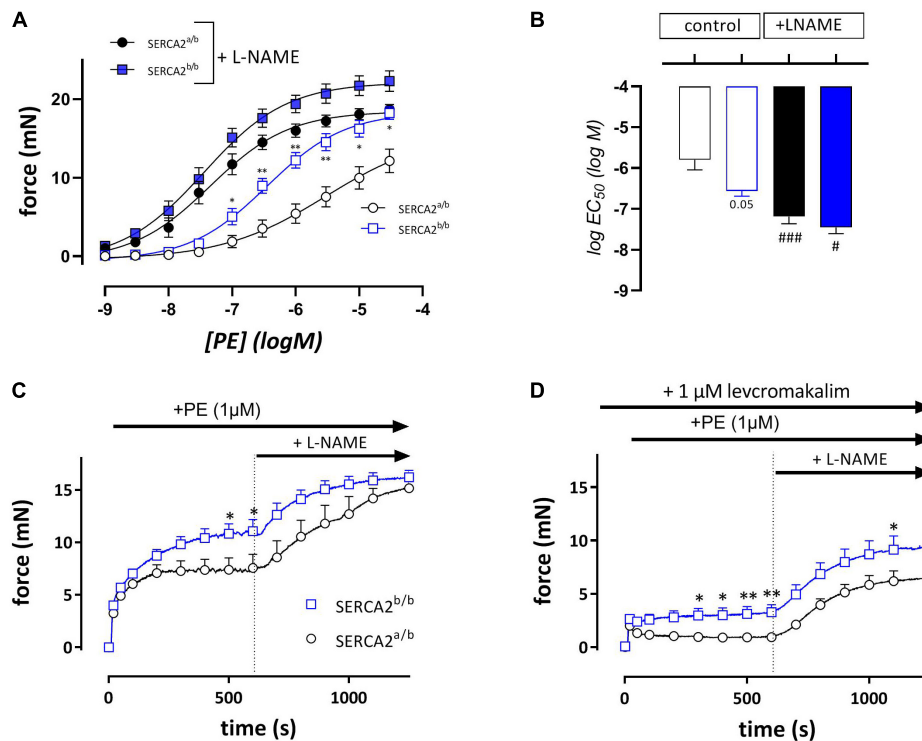 A
SERCA2a/b
SERCA2b/b
+ L-NAME
20
10
0
force (mN)
*
**
**
**
*
*
SERCA2a/b
SERCA2b/b
-9
-8
-7
-6
-5
-4
[PE] (logM)
B
control
+LNAME
-4
-5
-6
-7
-8
-9
log EC50 (log M)
0.05
###
#
C
+PE (1µM)
+ L-NAME
15
10
5
0
force (mN)
*
*
SERCA2b/b
SERCA2a/b
0
500
1000
time (s)
D
+ 1 µM levcromakalim
+PE (1µM)
+ L-NAME
15
10
5
0
force (mN)
*
*
**
**
*
0
500
1000
time (s)